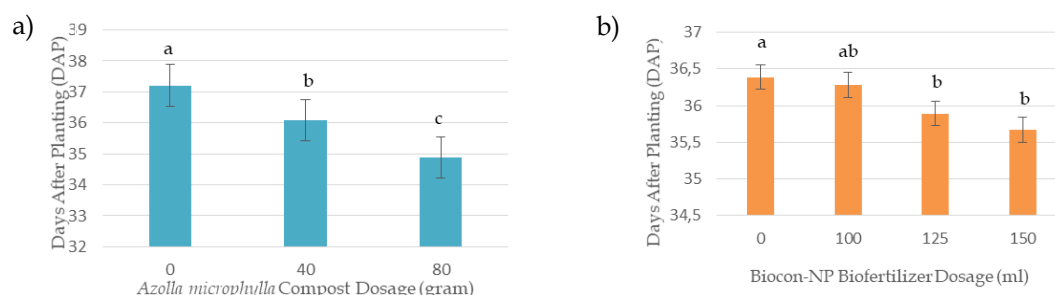 a)
Days After Planting (DAP)
39
38
37
36
35
34
33
32
a
b
c
0 40 80
Azolla microphylla Compost Dosage (gram)
b)
Days After Planting (DAP)
37
36,5
36
35,5
35
34,5
a
ab
b
b
0 100 125 150
Biocon-NP Biofertilizer Dosage (ml)